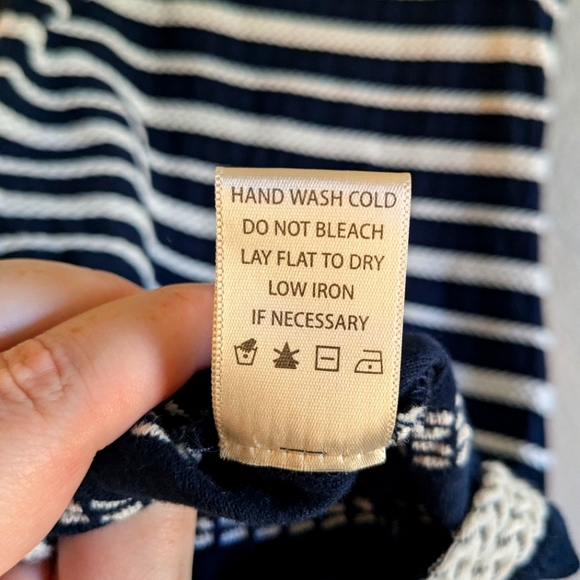 HAND WASH COLD
DO NOT BLEACH
LAY FLAT TO DRY
LOW IRON
IF NECESSARY